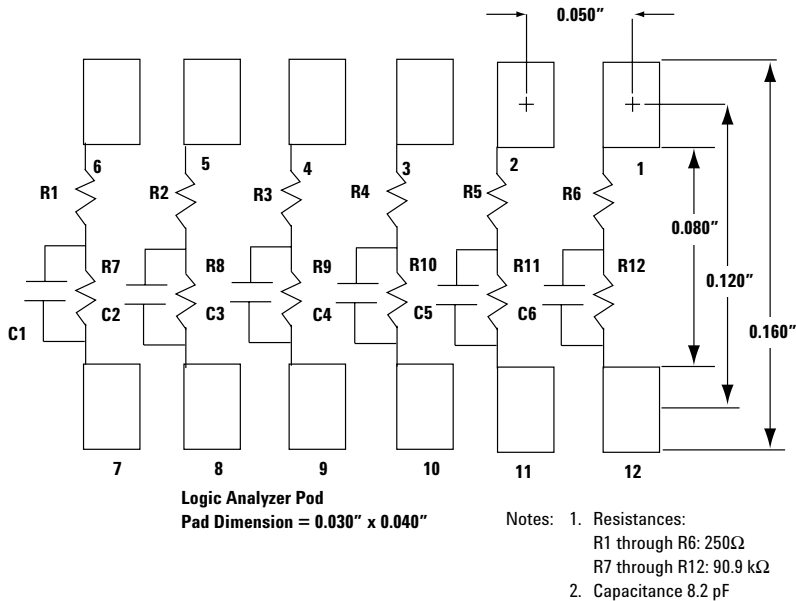 0.050″
6
5
4
3
2
1
R1
R2
R3
R4
R5
R6
0.080″
R7
R8
R9
R10
R11
R12
0.120″
C1
C2
C3
C4
C5
C6
0.160″
7
8
9
10
11
12
Logic Analyzer Pod
Pad Dimension = 0.030″ x 0.040″
Notes: 1. Resistances:
R1 through R6: 250Ω
R7 through R12: 90.9 kΩ
2. Capacitance 8.2 pF